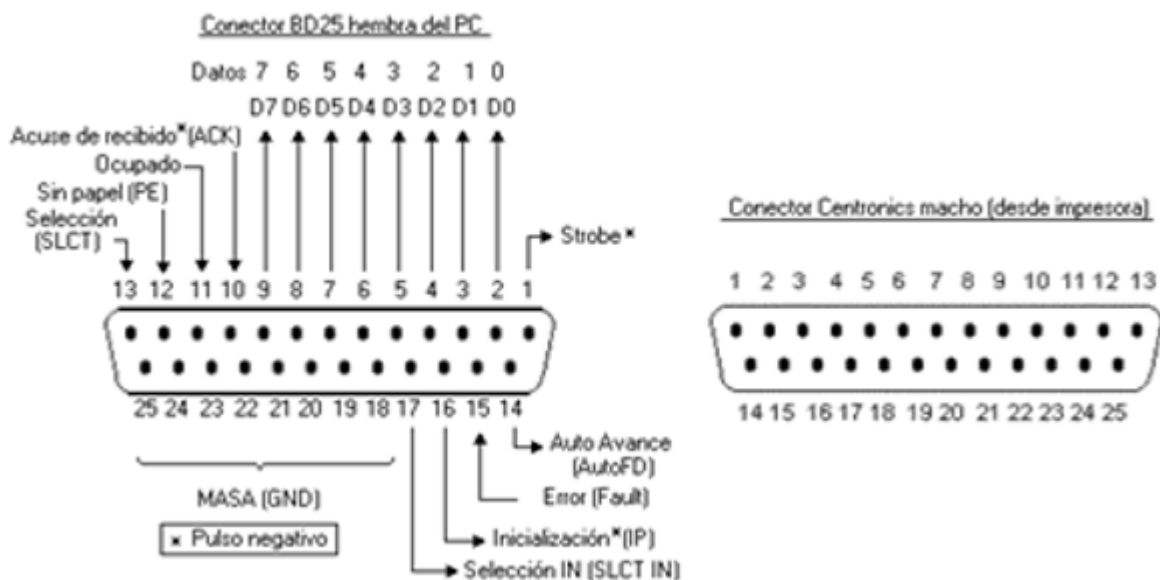 Conector BD25 hembra del PC
Datos 7 6 5 4 3 2 1 0
D7 D6 D5 D4 D3 D2 D1 D0
Acuse de recibido* (ACK)
Ocupado
Sin papel (PE)
Selección
(SLCT)
Strobe *
13 12 11 10 9 8 7 6 5 4 3 2 1
25 24 23 22 21 20 19 18 17 16 15 14
Auto Avance
(AutoFD)
Error (Fault)
MASA (GND)
* Pulso negativo
Inicialización* (IP)
Selección IN (SLCT IN)
Conector Centronics macho (desde impresora)
1 2 3 4 5 6 7 8 9 10 11 12 13
14 15 16 17 18 19 20 21 22 23 24 25